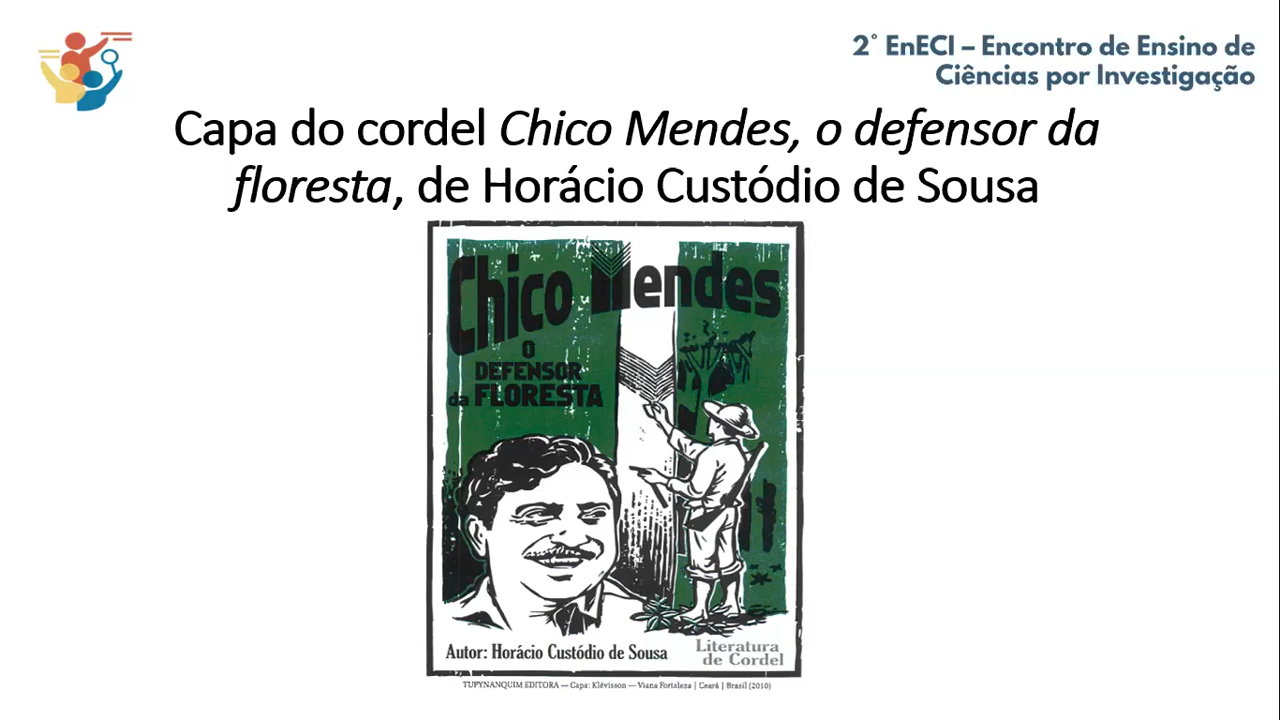 2° EnECI – Encontro de Ensino de
Ciências por Investigação
Capa do cordel Chico Mendes, o defensor da
floresta, de Horácio Custódio de Sousa
Chico Mendes
O
DEFENSOR
da FLORESTA
Autor: Horácio Custódio de Sousa
Literatura
de Cordel
TUPYNANQUIM EDITORA — Capa: Klévisson — Viana Fortaleza | Ceará | Brasil (2010)